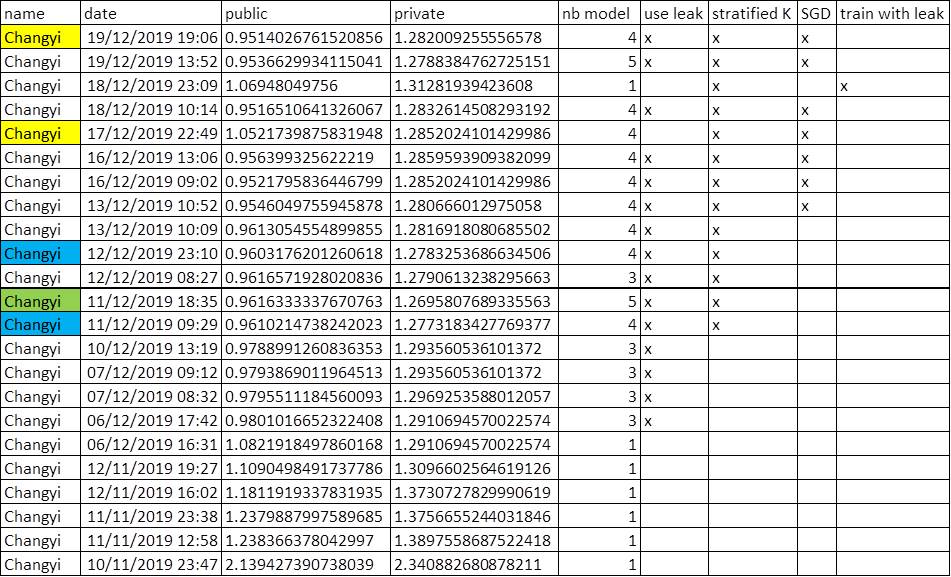 name date public private nb model use leak stratified K SGD train with leak
Changyi 19/12/2019 19:06 0.9514026761520856 1.282009255556578 4 x x x
Changyi 19/12/2019 13:52 0.9536629934115041 1.2788384762725151 5 x x x
Changyi 18/12/2019 23:09 1.06948049756 1.31281939423608 1 x x
Changyi 18/12/2019 10:14 0.9516510641326067 1.2832614508293192 4 x x x
Changyi 17/12/2019 22:49 1.0521739875831948 1.2852024101429986 4 x x
Changyi 16/12/2019 13:06 0.956399325622219 1.2859593909382099 4 x x x
Changyi 16/12/2019 09:02 0.9521795836446799 1.2852024101429986 4 x x x
Changyi 13/12/2019 10:52 0.9546049755945878 1.280666012975058 4 x x x
Changyi 13/12/2019 10:09 0.9613054554899855 1.2816918080685502 4 x x
Changyi 12/12/2019 23:10 0.9603176201260618 1.2783253686634506 4 x x
Changyi 12/12/2019 08:27 0.9616571928020836 1.2790613238295663 3 x x
Changyi 11/12/2019 18:35 0.9616333337670763 1.2695807689335563 5 x x
Changyi 11/12/2019 09:29 0.9610214738242023 1.2773183427769377 4 x x
Changyi 10/12/2019 13:19 0.9788991260836353 1.293560536101372 3 x
Changyi 07/12/2019 09:12 0.9793869011964513 1.293560536101372 3 x
Changyi 07/12/2019 08:32 0.9795511184560093 1.2969253588012057 3 x
Changyi 06/12/2019 17:42 0.9801016652322408 1.2910694570022574 3 x
Changyi 06/12/2019 16:31 1.0821918497860168 1.2910694570022574 1
Changyi 12/11/2019 19:27 1.1090498491737786 1.3096602564619126 1
Changyi 12/11/2019 16:02 1.1811919337831935 1.3730727829990619 1
Changyi 11/11/2019 23:38 1.2379887997589685 1.3756655244031846 1
Changyi 11/11/2019 12:58 1.238366378042997 1.3897558687522418 1
Changyi 10/11/2019 23:47 2.139427390738039 2.340882680878211 1